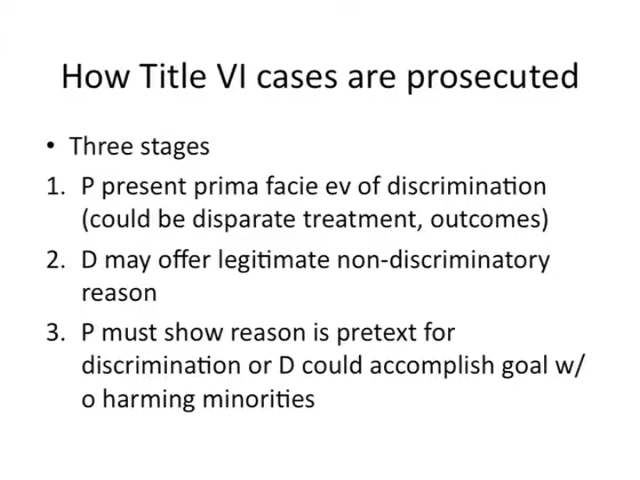 How Title VI cases are prosecuted
• Three stages
1. P present prima facie ev of discrimination
(could be disparate treatment, outcomes)
2. D may offer legitimate non-discriminatory
reason
3. P must show reason is pretext for
discrimination or D could accomplish goal w/
o harming minorities